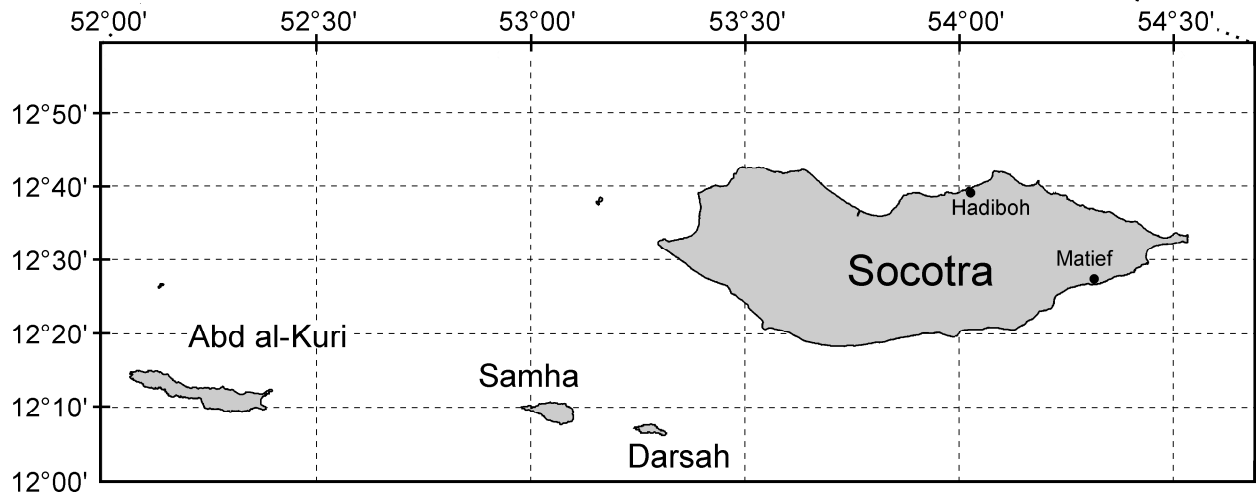 52°00'
52°30'
53°00'
53°30'
54°00'
54°30'
12°50'
12°40'
Hadiboh
12°30'
Matief
Socotra
12°20'
Abd al-Kuri
Samha
12°10'
Darsah
12°00'